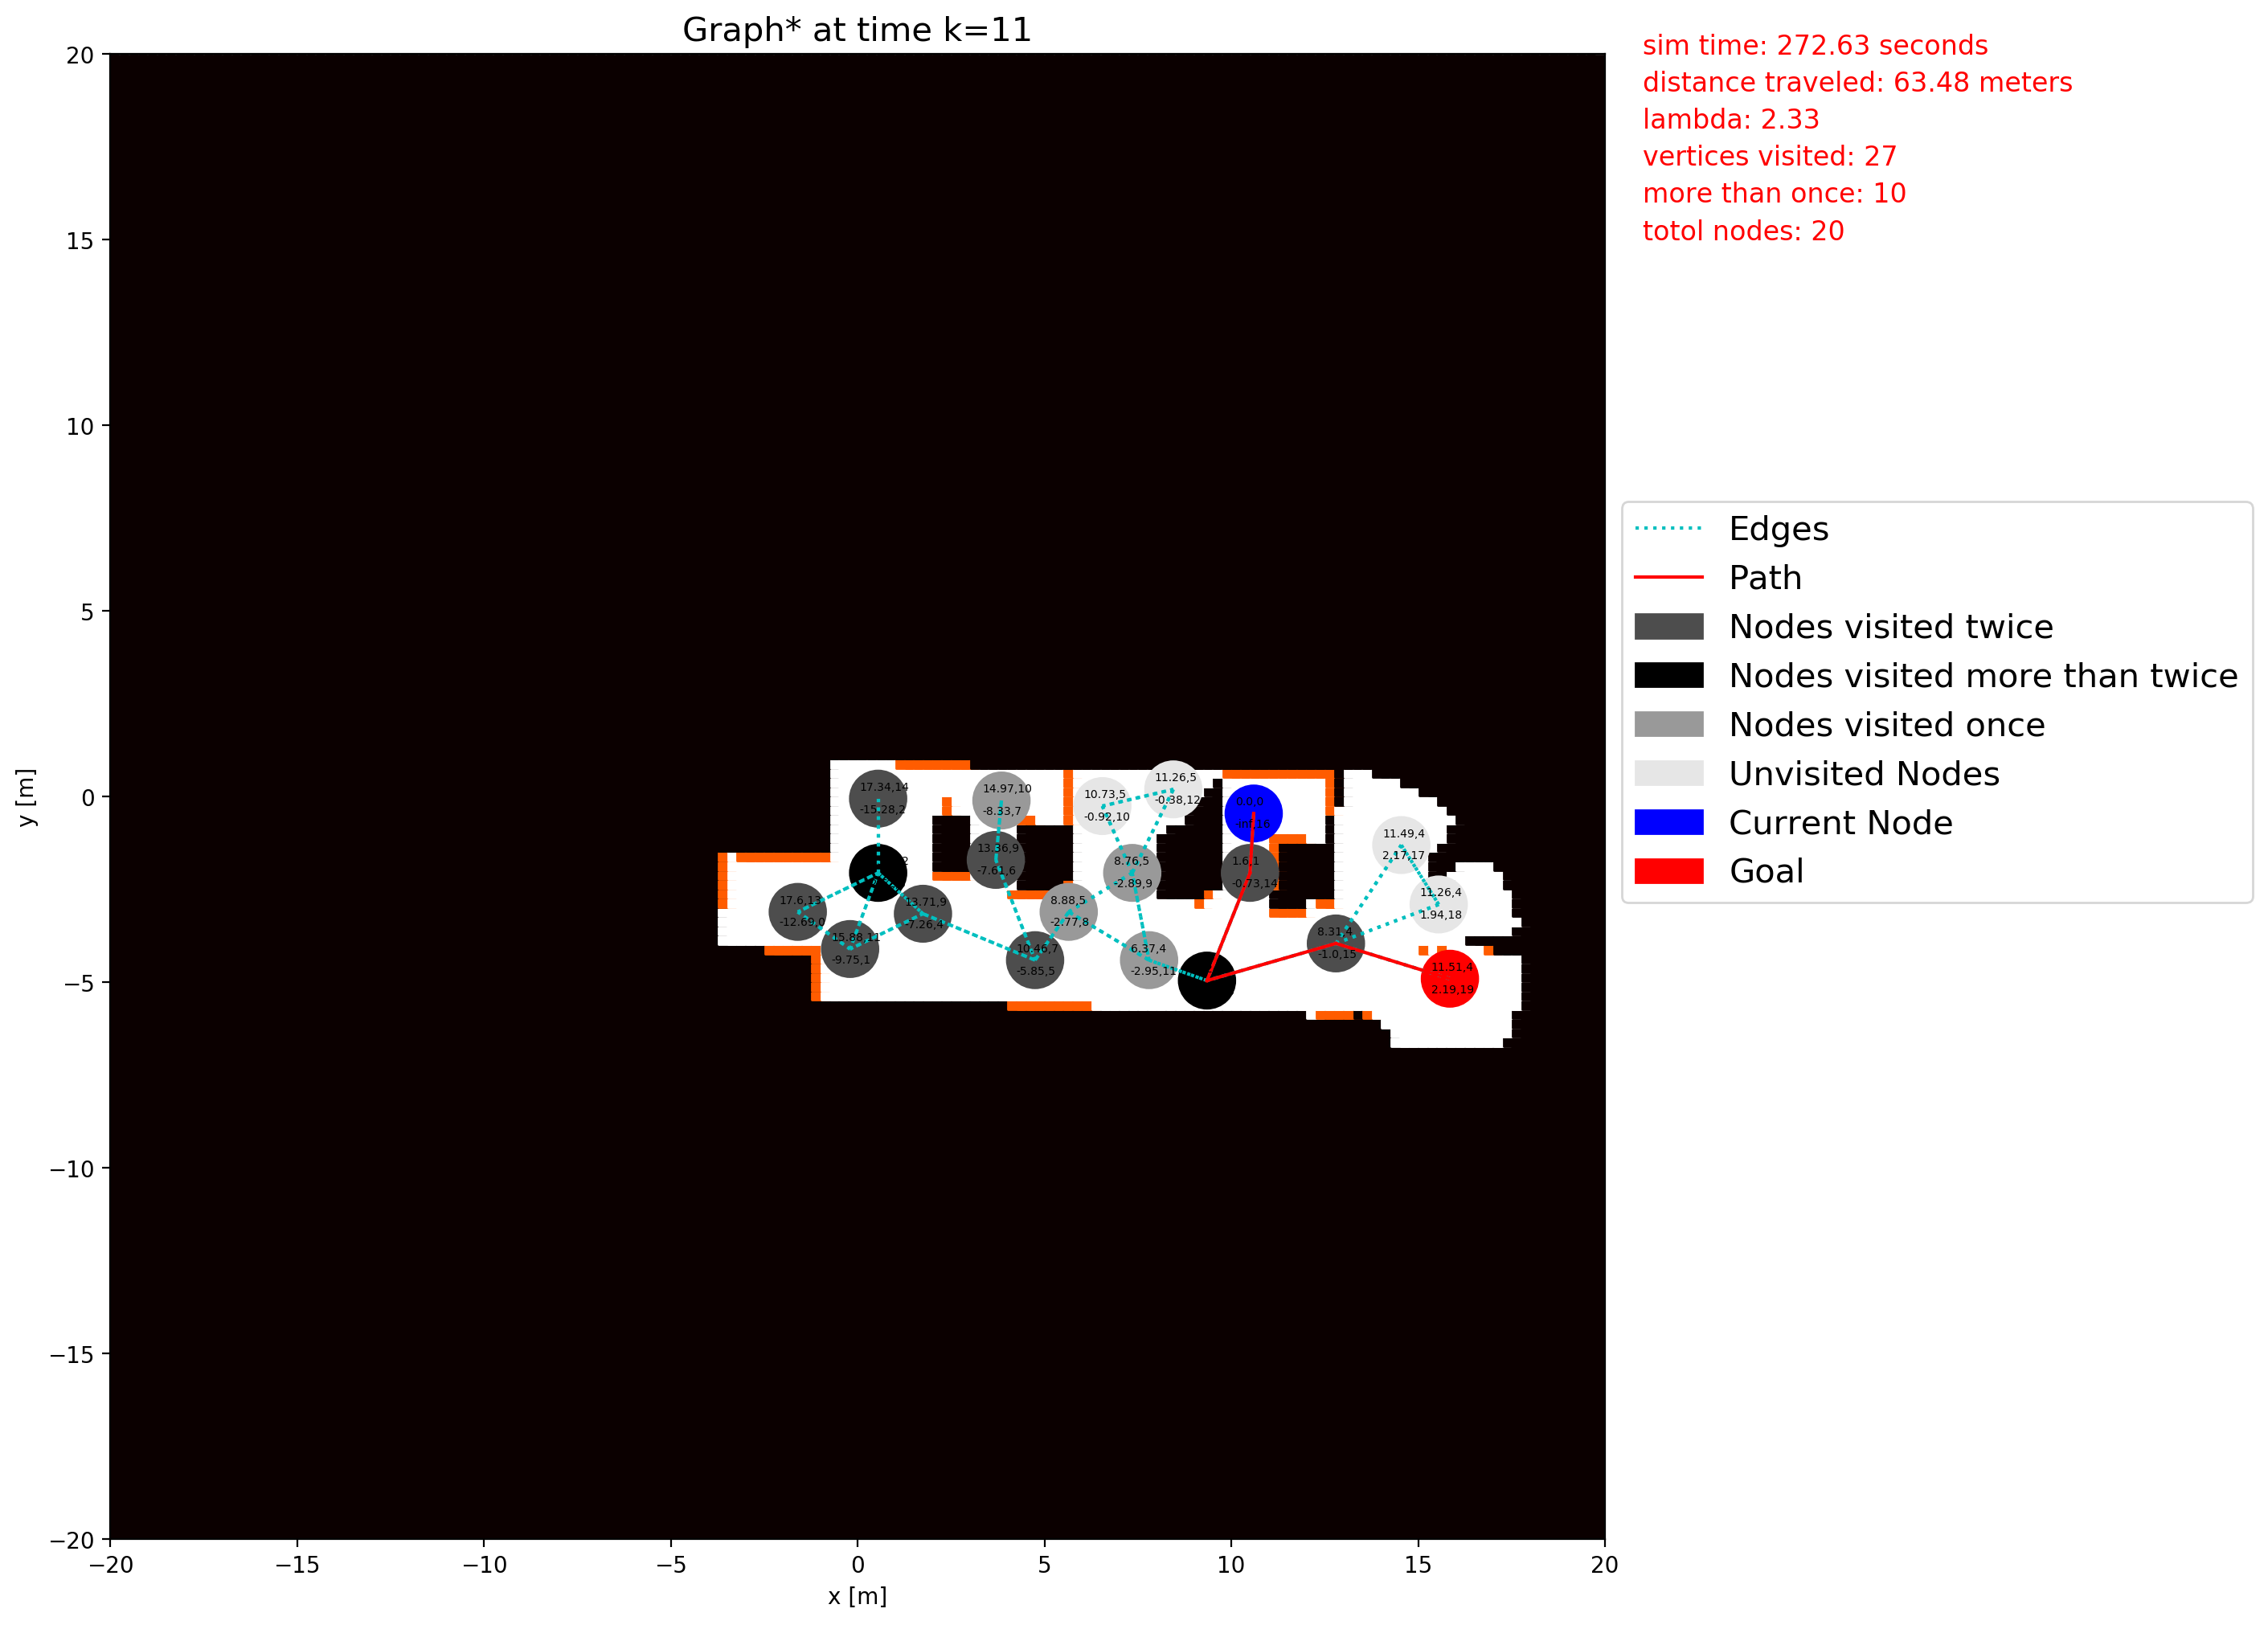 Graph* at time k=11
sim time: 272.63 seconds
distance traveled: 63.48 meters
lambda: 2.33
vertices visited: 27
more than once: 10
totol nodes: 20
20
15
10
5
0
−5
−10
−15
−20
y [m]
−20 −15 −10 −5 0 5 10 15 20
x [m]
Edges
Path
Nodes visited twice
Nodes visited more than twice
Nodes visited once
Unvisited Nodes
Current Node
Goal
17.34,14
-15.28,2
14.97,10
-8.33,7
10.73,5
-0.92,10
11.26,5
-0.38,12
0.0,0
-inf,16
13.36,9
-7.61,6
8.76,5
-2.89,9
1.6,1
-0.73,14
11.49,4
2.17,17
17.6,13
-12.69,0
13.71,9
-7.26,4
8.88,5
-2.77,8
11.26,4
1.94,18
15.88,11
-9.75,1
10.46,7
-5.85,5
6.37,4
-2.95,11
8.31,4
-1.0,15
11.51,4
2.19,19